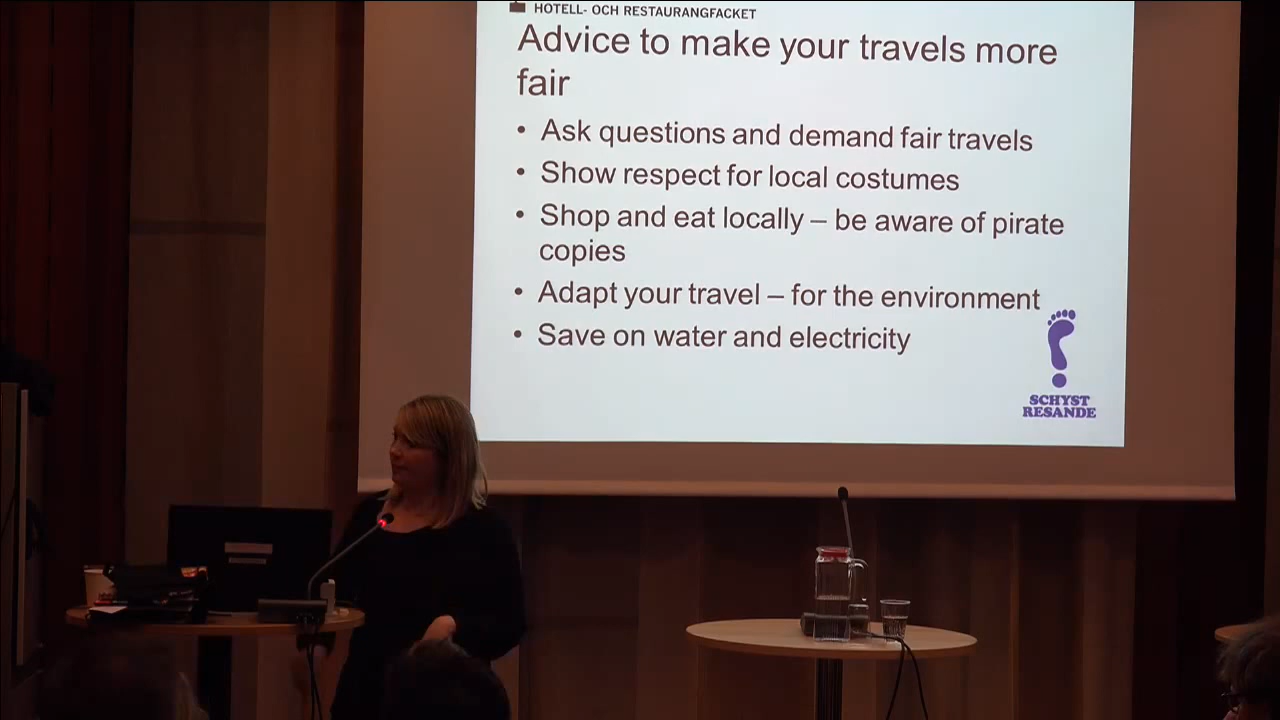 HOTELL- OCH RESTAURANGFACKET
Advice to make your travels more
fair
• Ask questions and demand fair travels
• Show respect for local costumes
• Shop and eat locally – be aware of pirate
copies
• Adapt your travel – for the environment
• Save on water and electricity
SCHYST
RESANDE